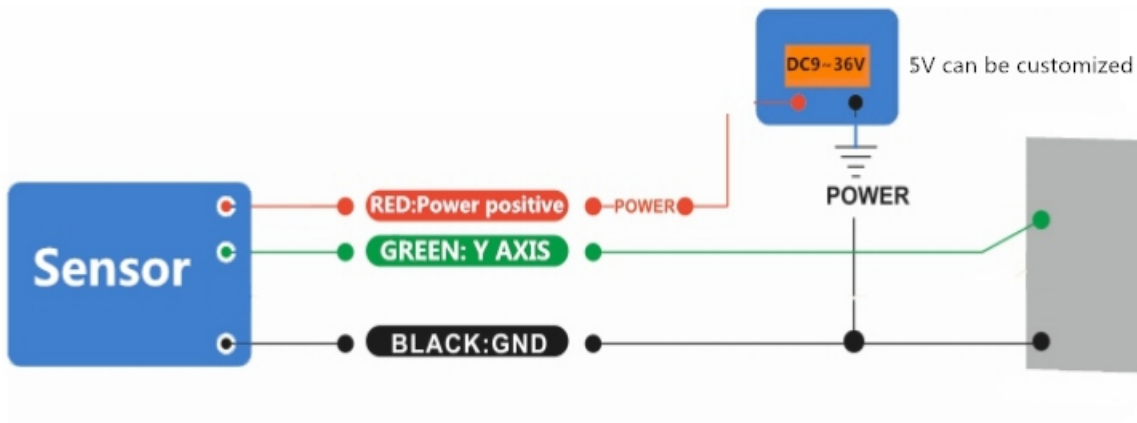 DC9~36V
5V can be customized
Sensor
RED:Power positive
POWER
POWER
GREEN: Y AXIS
BLACK:GND